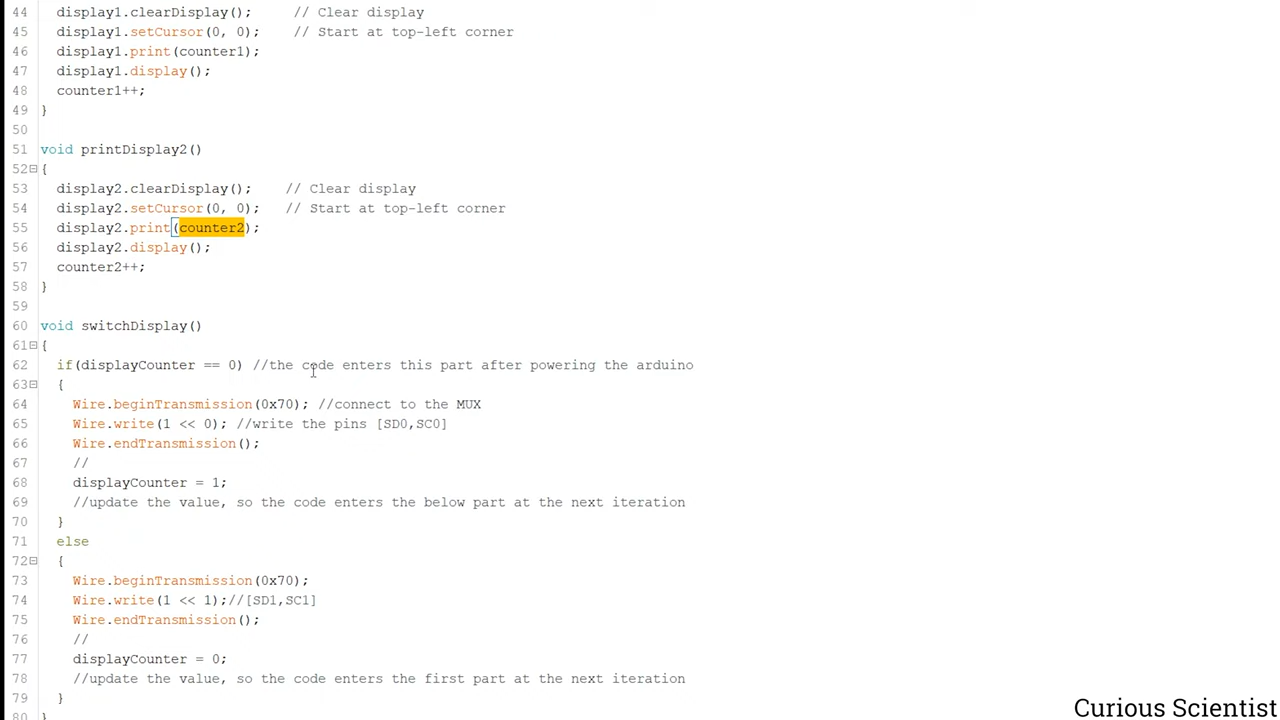 44 display1.clearDisplay(); // Clear display
45 display1.setCursor(0, 0); // Start at top-left corner
46 display1.print(counter1);
47 display1.display();
48 counter1++;
49 }
50
51 void printDisplay2()
52 {
53 display2.clearDisplay(); // Clear display
54 display2.setCursor(0, 0); // Start at top-left corner
55 display2.print(counter2);
56 display2.display();
57 counter2++;
58 }
59
60 void switchDisplay()
61 {
62 if(displayCounter == 0) //the code enters this part after powering the arduino
63 {
64 Wire.beginTransmission(0x70); //connect to the MUX
65 Wire.write(1 << 0); //write the pins [SD0,SC0]
66 Wire.endTransmission();
67 //
68 displayCounter = 1;
69 //update the value, so the code enters the below part at the next iteration
70 }
71 else
72 {
73 Wire.beginTransmission(0x70);
74 Wire.write(1 << 1);//[SD1,SC1]
75 Wire.endTransmission();
76 //
77 displayCounter = 0;
78 //update the value, so the code enters the first part at the next iteration
79 }
80 }
Curious Scientist